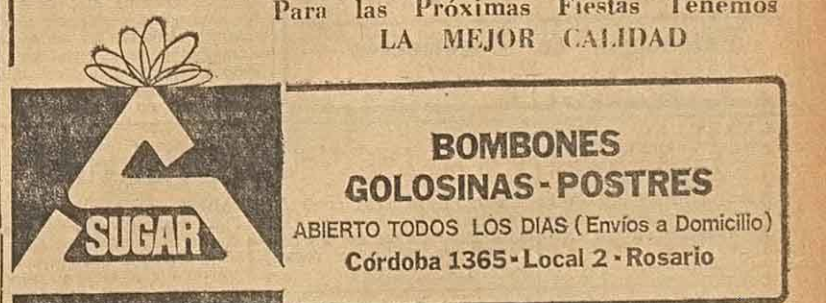 Para las Próximas Fiestas Tenemos
LA MEJOR CALIDAD
SUGAR
BOMBONES
GOLOSINAS - POSTRES
ABIERTO TODOS LOS DIAS (Envíos a Domicilio)
Córdoba 1365 - Local 2 - Rosario